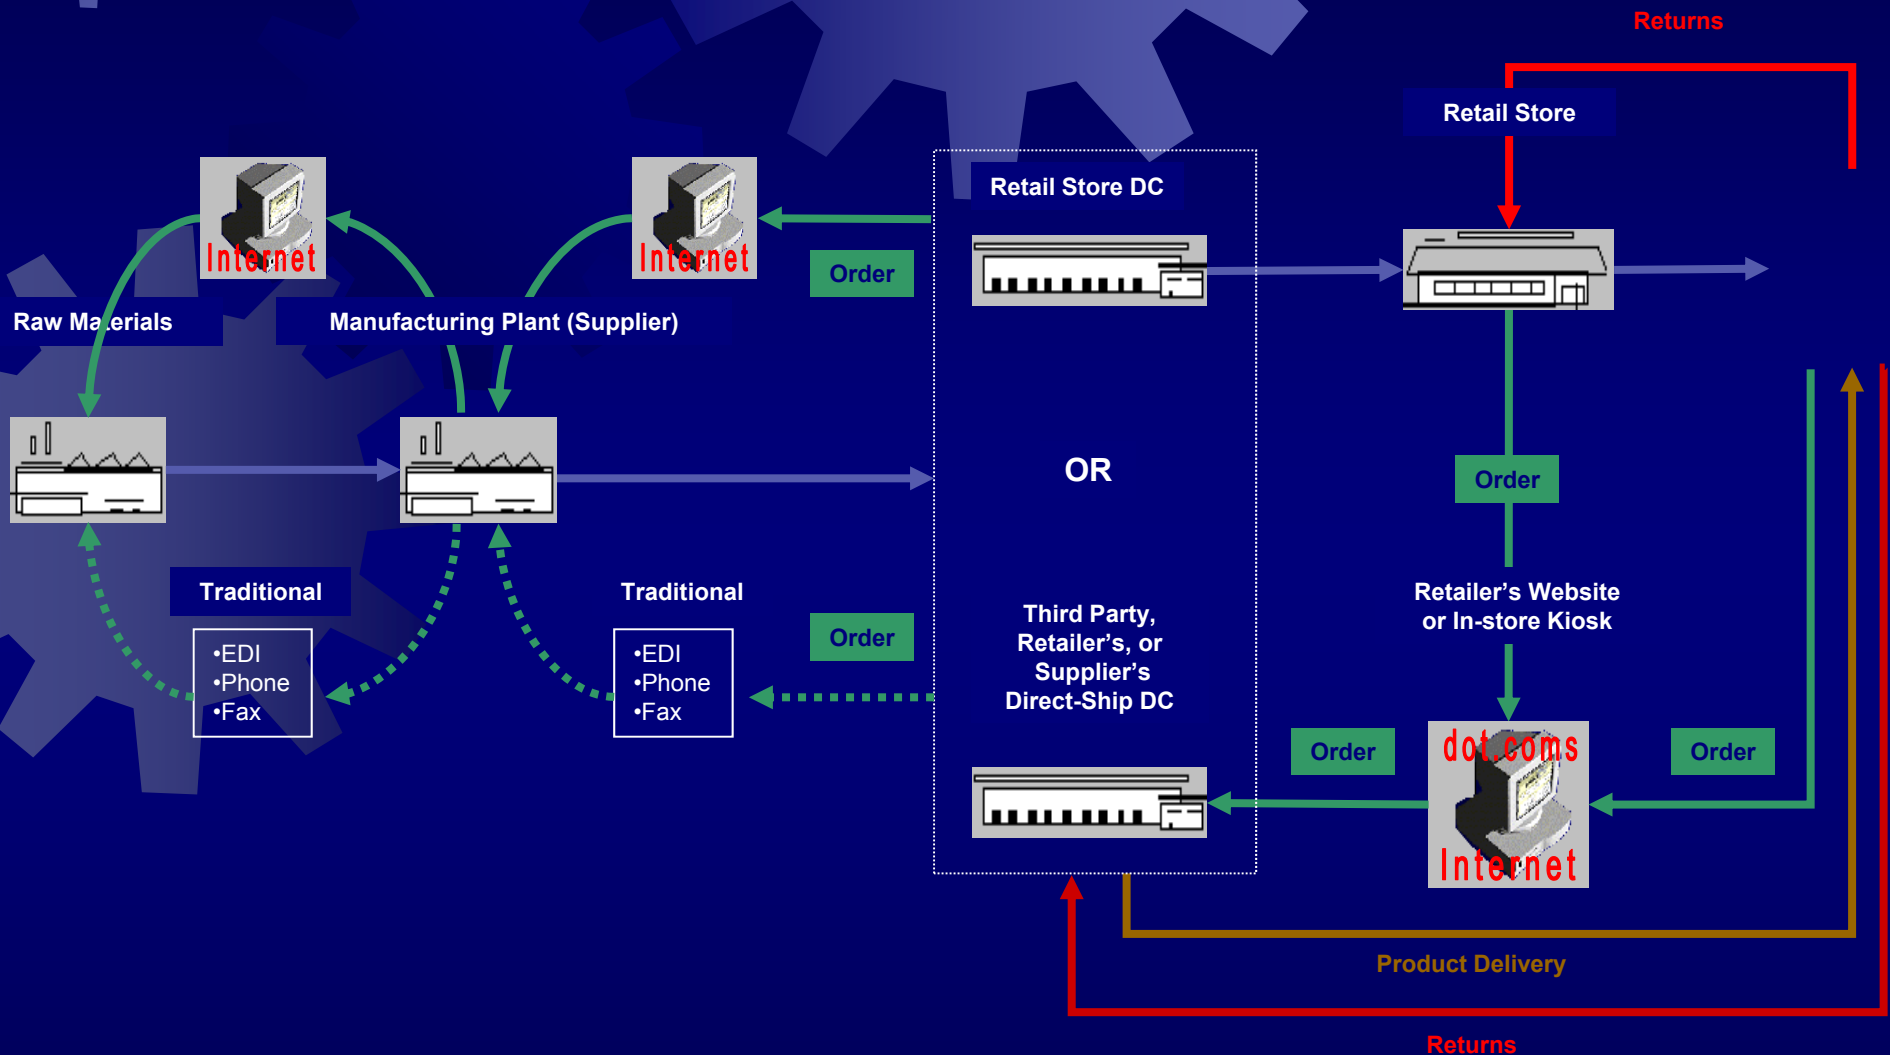 Returns
Retail Store
Retail Store DC
Internet
Internet
Order
Raw Materials
Manufacturing Plant (Supplier)
OR
Order
Traditional
•EDI
•Phone
•Fax
Traditional
•EDI
•Phone
•Fax
Order
Third Party,
Retailer’s, or
Supplier’s
Direct-Ship DC
Retailer’s Website
or In-store Kiosk
Order
dot.coms
Internet
Order
Product Delivery
Returns